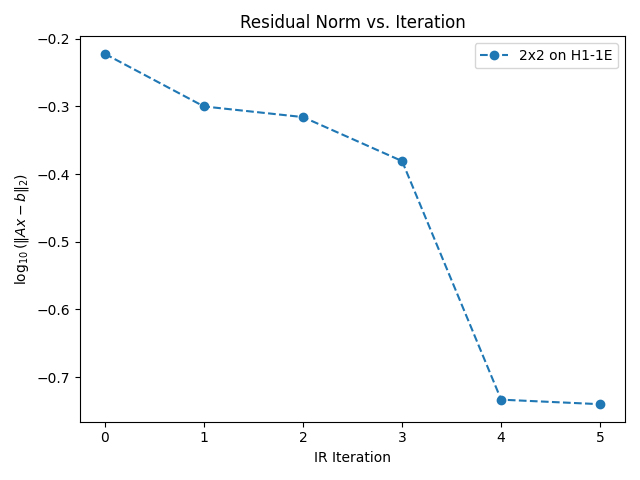 Residual Norm vs. Iteration
2x2 on H1-1E
log₁₀(‖Ax − b‖₂)
−0.2
−0.3
−0.4
−0.5
−0.6
−0.7
0 1 2 3 4 5
IR Iteration